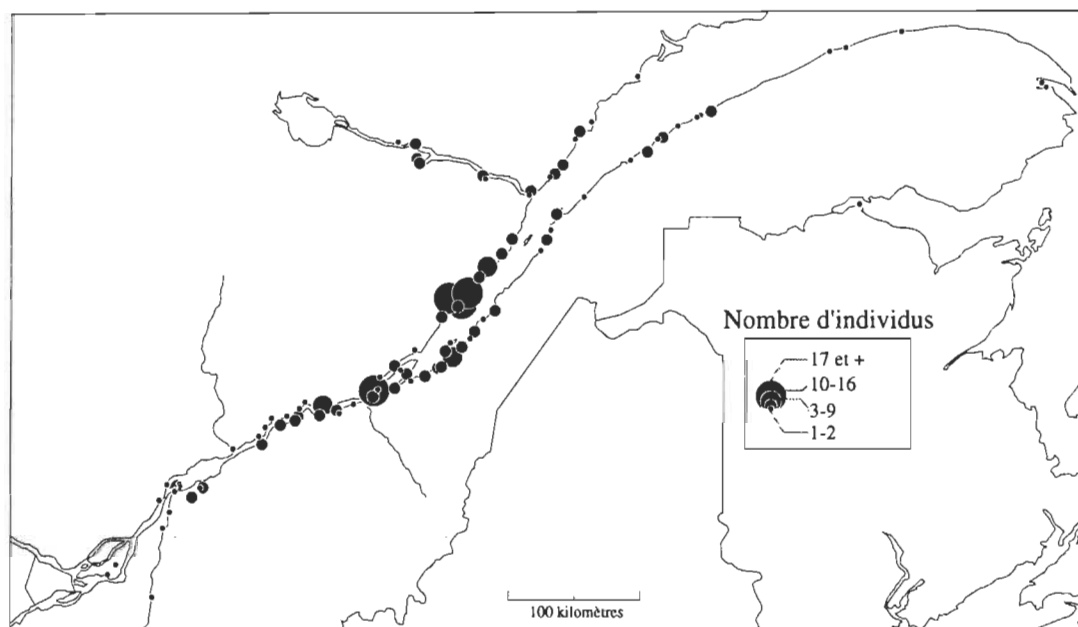 Nombre d'individus
17 et +
10-16
3-9
1-2
100 kilomètres